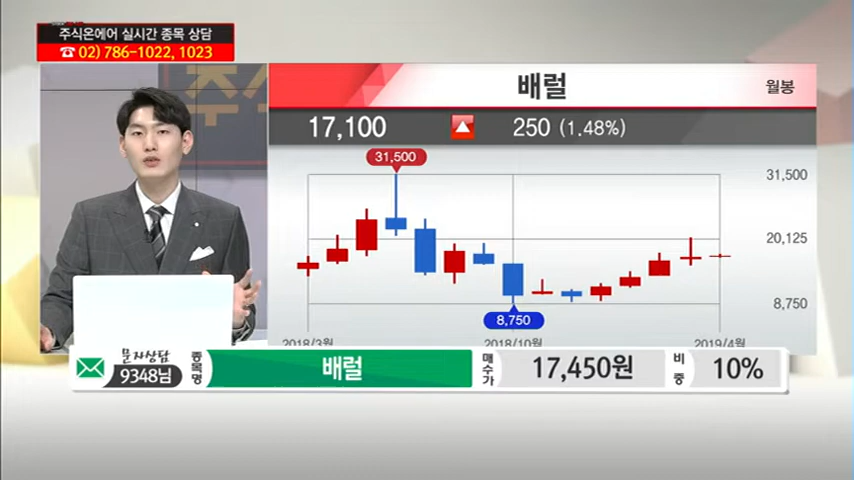 주식온에어 실시간 종목 상담
☎ 02) 786-1022, 1023
주식
배럴
월봉
17,100 ▲ 250 (1.48%)
31,500
31,500
20,125
8,750
8,750
2018/3월 2018/10월 2019/4월
문자상담
9348님
종목명
배럴
매수가
17,450원
비중
10%